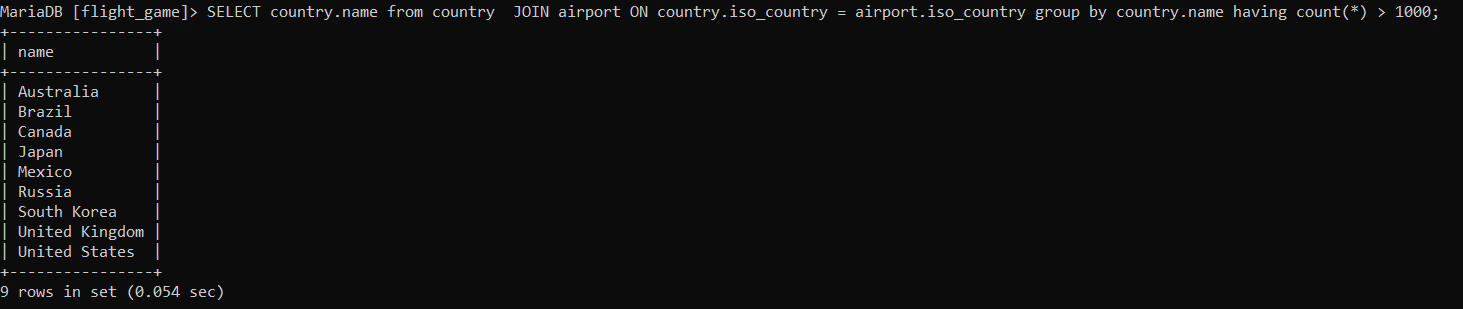 MariaDB [flight_game]> SELECT country.name from country  JOIN airport ON country.iso_country = airport.iso_country group by country.name having count(*) > 1000;
+----------------+
| name           |
+----------------+
| Australia      |
| Brazil         |
| Canada         |
| Japan          |
| Mexico         |
| Russia         |
| South Korea    |
| United Kingdom |
| United States  |
+----------------+
9 rows in set (0.054 sec)